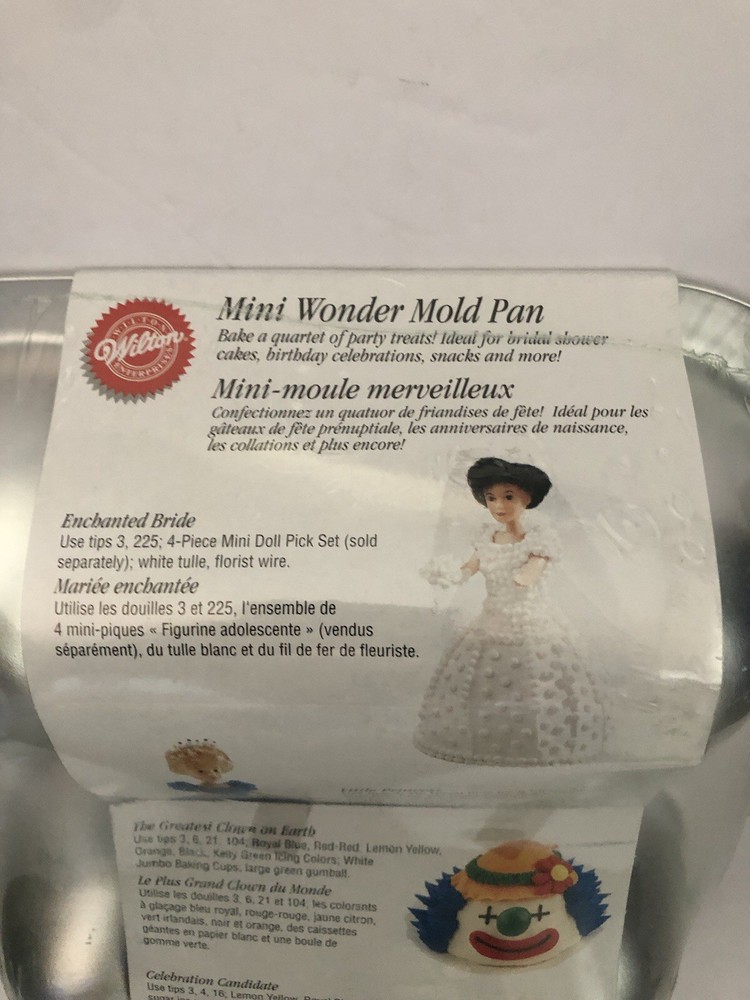 WILTON
Wilton
ENTERPRISES
Mini Wonder Mold Pan
Bake a quartet of party treats! Ideal for bridal shower
cakes, birthday celebrations, snacks and more!
Mini-moule merveilleux
Confectionnez un quatuor de friandises de fête! Idéal pour les
gâteaux de fête prénuptiale, les anniversaires de naissance,
les collations et plus encore!
Enchanted Bride
Use tips 3, 225; 4-Piece Mini Doll Pick Set (sold
separately); white tulle, florist wire.
Mariée enchantée
Utilise les douilles 3 et 225, l'ensemble de
4 mini-piques « Figurine adolescente » (vendus
séparément), du tulle blanc et du fil de fer de fleuriste.
The Greatest Clown on Earth
Use tips 3, 6, 21, 104; Royal Blue, Red-Red, Lemon Yellow,
Orange, Black, Kelly Green Icing Colors; White
Jumbo Baking Cups, large green gumball.
Le Plus Grand Clown du Monde
Utilise les douilles 3, 6, 21 et 104; les colorants
à glaçage bleu royal, rouge-rouge, jaune citron,
vert irlandais, noir et orange, des caissettes
géantes en papier blanc et une boule de
gomme verte.
Celebration Candidate
Use tips 3, 4, 16; Lemon Yellow,